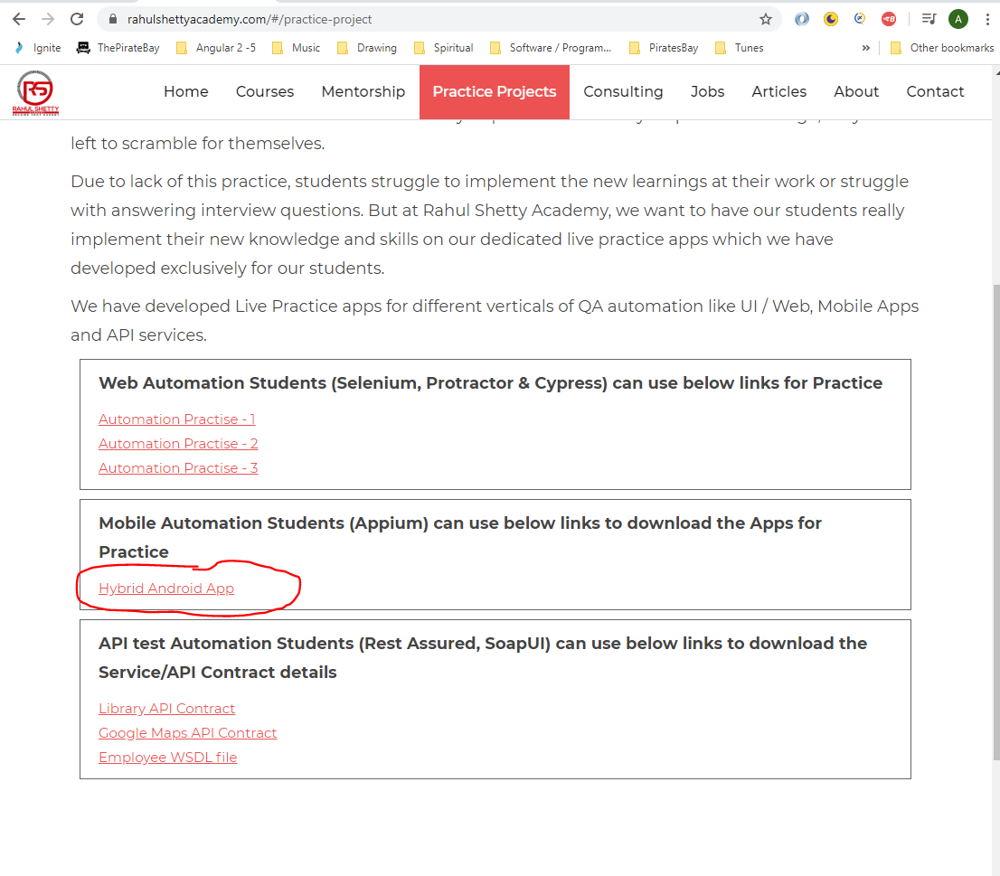 rahulshettyacademy.com/#/practice-project
A
Ignite ThePirateBay Angular 2 -5 Music Drawing Spiritual Software / Program... PiratesBay Tunes » Other bookmarks
RS
RAHUL SHETTY
Home Courses Mentorship Practice Projects Consulting Jobs Articles About Contact
left to scramble for themselves.
Due to lack of this practice, students struggle to implement the new learnings at their work or struggle
with answering interview questions. But at Rahul Shetty Academy, we want to have our students really
implement their new knowledge and skills on our dedicated live practice apps which we have
developed exclusively for our students.
We have developed Live Practice apps for different verticals of QA automation like UI / Web, Mobile Apps
and API services.
Web Automation Students (Selenium, Protractor & Cypress) can use below links for Practice
Automation Practise - 1
Automation Practise - 2
Automation Practise - 3
Mobile Automation Students (Appium) can use below links to download the Apps for
Practice
Hybrid Android App
API test Automation Students (Rest Assured, SoapUI) can use below links to download the
Service/API Contract details
Library API Contract
Google Maps API Contract
Employee WSDL file